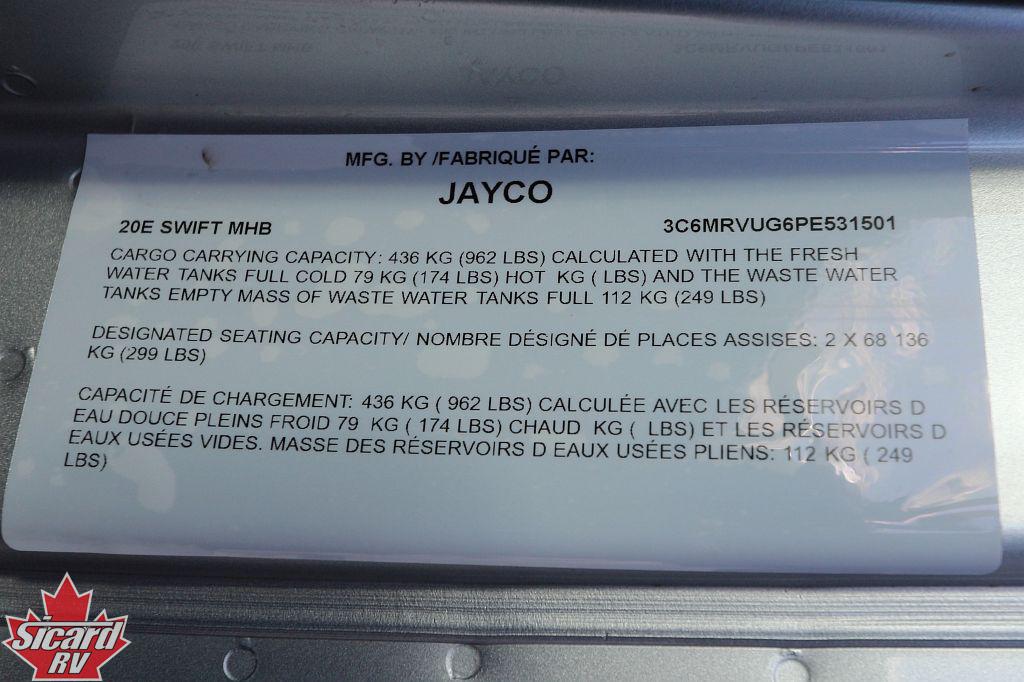 MFG. BY /FABRIQUÉ PAR:
JAYCO
20E SWIFT MHB 3C6MRVUG6PE531501
CARGO CARRYING CAPACITY: 436 KG (962 LBS) CALCULATED WITH THE FRESH
WATER TANKS FULL COLD 79 KG (174 LBS) HOT  KG ( LBS) AND THE WASTE WATER
TANKS EMPTY MASS OF WASTE WATER TANKS FULL 112 KG (249 LBS)
DESIGNATED SEATING CAPACITY/ NOMBRE DÉSIGNÉ DÉ PLACES ASSISES: 2 X 68 136
KG (299 LBS)
CAPACITÉ DE CHARGEMENT: 436 KG ( 962 LBS) CALCULÉE AVEC LES RÉSERVOIRS D
EAU DOUCE PLEINS FROID 79  KG ( 174 LBS) CHAUD  KG (  LBS) ET LES RÉSERVOIRS D
EAUX USÉES VIDES. MASSE DES RÉSERVOIRS D EAUX USÉES PLIENS: 112 KG ( 249
LBS)
Sicard
RV